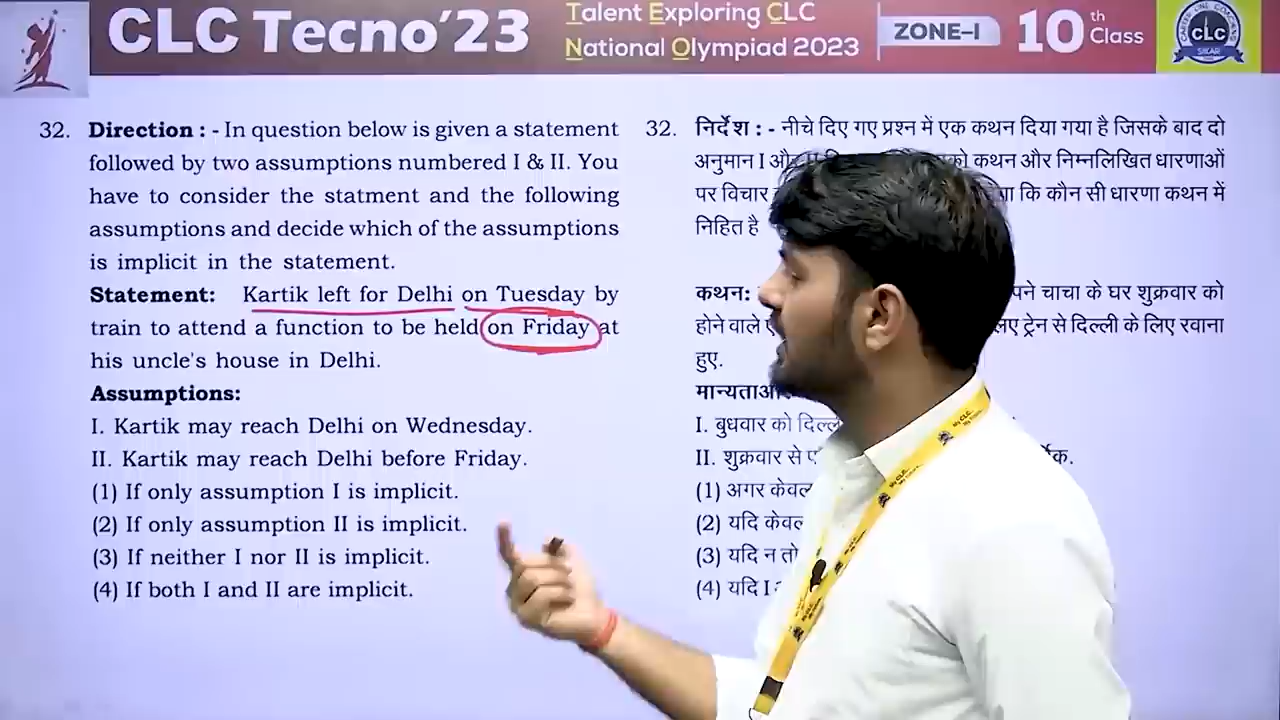 CLC Tecno'23
Talent Exploring CLC
National Olympiad 2023
ZONE–I
10th Class
CLC
SIKAR
32. Direction : - In question below is given a statement
followed by two assumptions numbered I & II. You
have to consider the statment and the following
assumptions and decide which of the assumptions
is implicit in the statement.
Statement: Kartik left for Delhi on Tuesday by
train to attend a function to be held on Friday at
his uncle's house in Delhi.
Assumptions:
I. Kartik may reach Delhi on Wednesday.
II. Kartik may reach Delhi before Friday.
(1) If only assumption I is implicit.
(2) If only assumption II is implicit.
(3) If neither I nor II is implicit.
(4) If both I and II are implicit.
32. निर्देश : - नीचे दिए गए प्रश्न में एक कथन दिया गया है जिसके बाद दो
अनुमान I और को कथन और निम्नलिखित धारणाओं
पर विचार कि कौन सी धारणा कथन में
निहित है
कथन: चाचा के घर शुक्रवार को
होने वाले ट्रेन से दिल्ली के लिए रवाना
हुए.
I. बुधवार को
II. शुक्रवार से
(1) अगर
(2) यदि
(3) यदि न तो
(4) यदि I